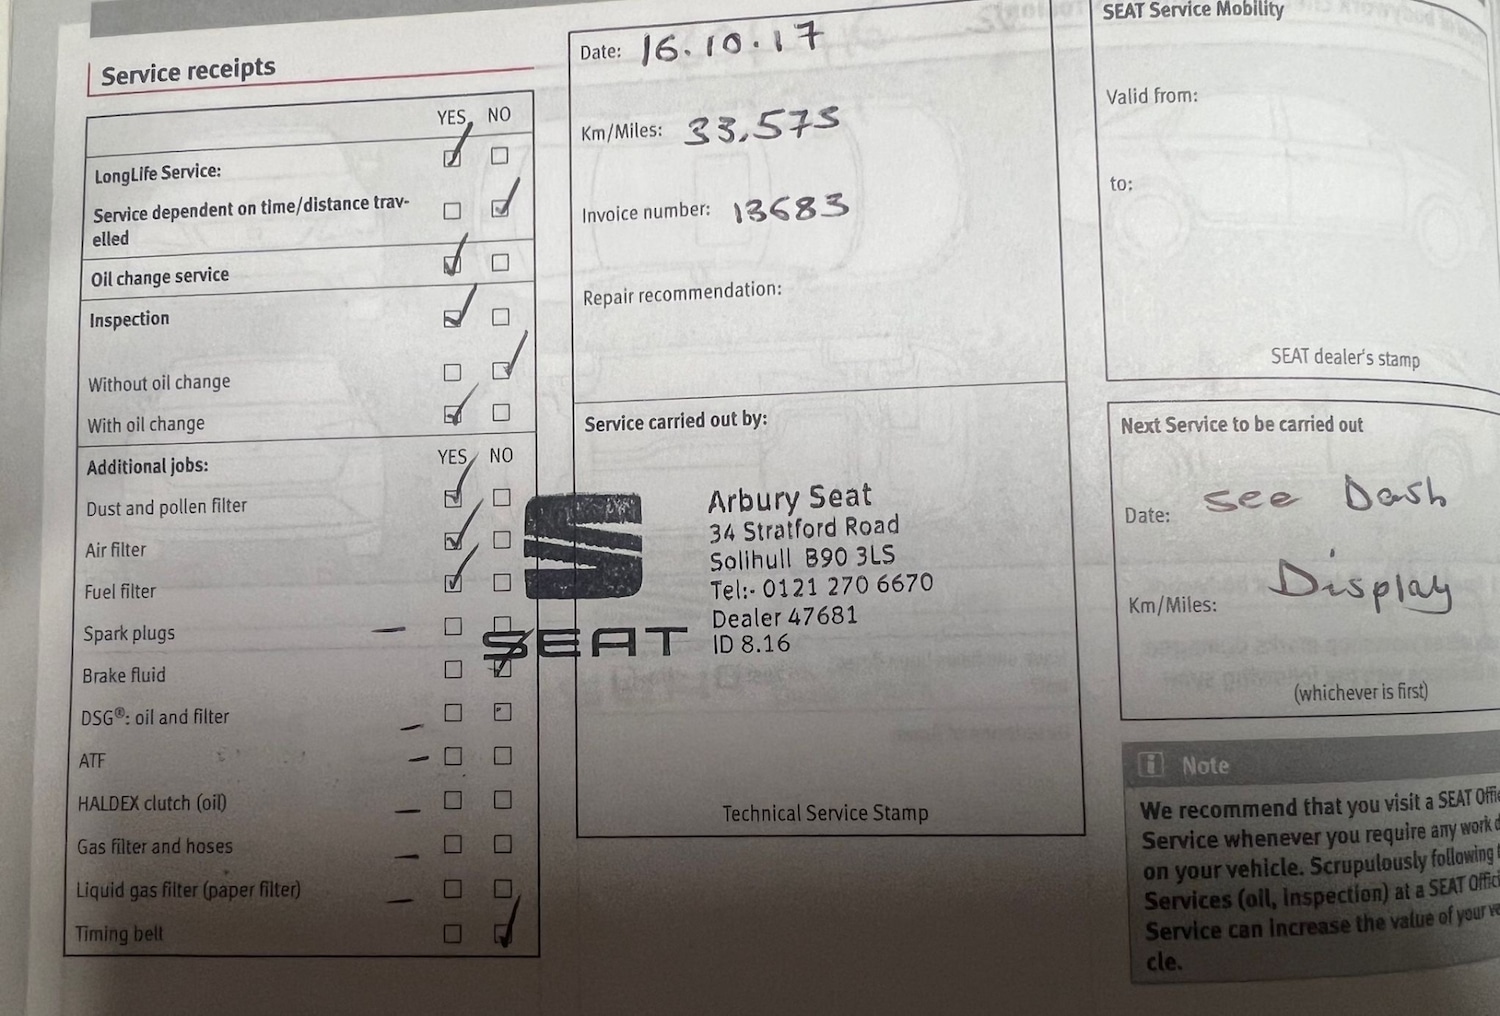 Service receipts
YES NO
LongLife Service:
Service dependent on time/distance trav-
elled
Oil change service
Inspection
Without oil change
With oil change
Additional jobs: YES NO
Dust and pollen filter
Air filter
Fuel filter
Spark plugs
Brake fluid
DSG®: oil and filter
ATF
HALDEX clutch (oil)
Gas filter and hoses
Liquid gas filter (paper filter)
Timing belt
Date: 16.10.17
Km/Miles: 33,573
Invoice number: 13683
Repair recommendation:
Service carried out by:
SEAT
Arbury Seat
34 Stratford Road
Solihull B90 3LS
Tel:- 0121 270 6670
Dealer 47681
ID 8.16
Technical Service Stamp
SEAT Service Mobility
Valid from:
to:
SEAT dealer's stamp
Next Service to be carried out
Date: see Dash
Km/Miles: Display
(whichever is first)
Note
We recommend that you visit a SEAT Offic
Service whenever you require any work d
on your vehicle. Scrupulously following t
Services (oil, inspection) at a SEAT Offici
Service can increase the value of your ve
cle.